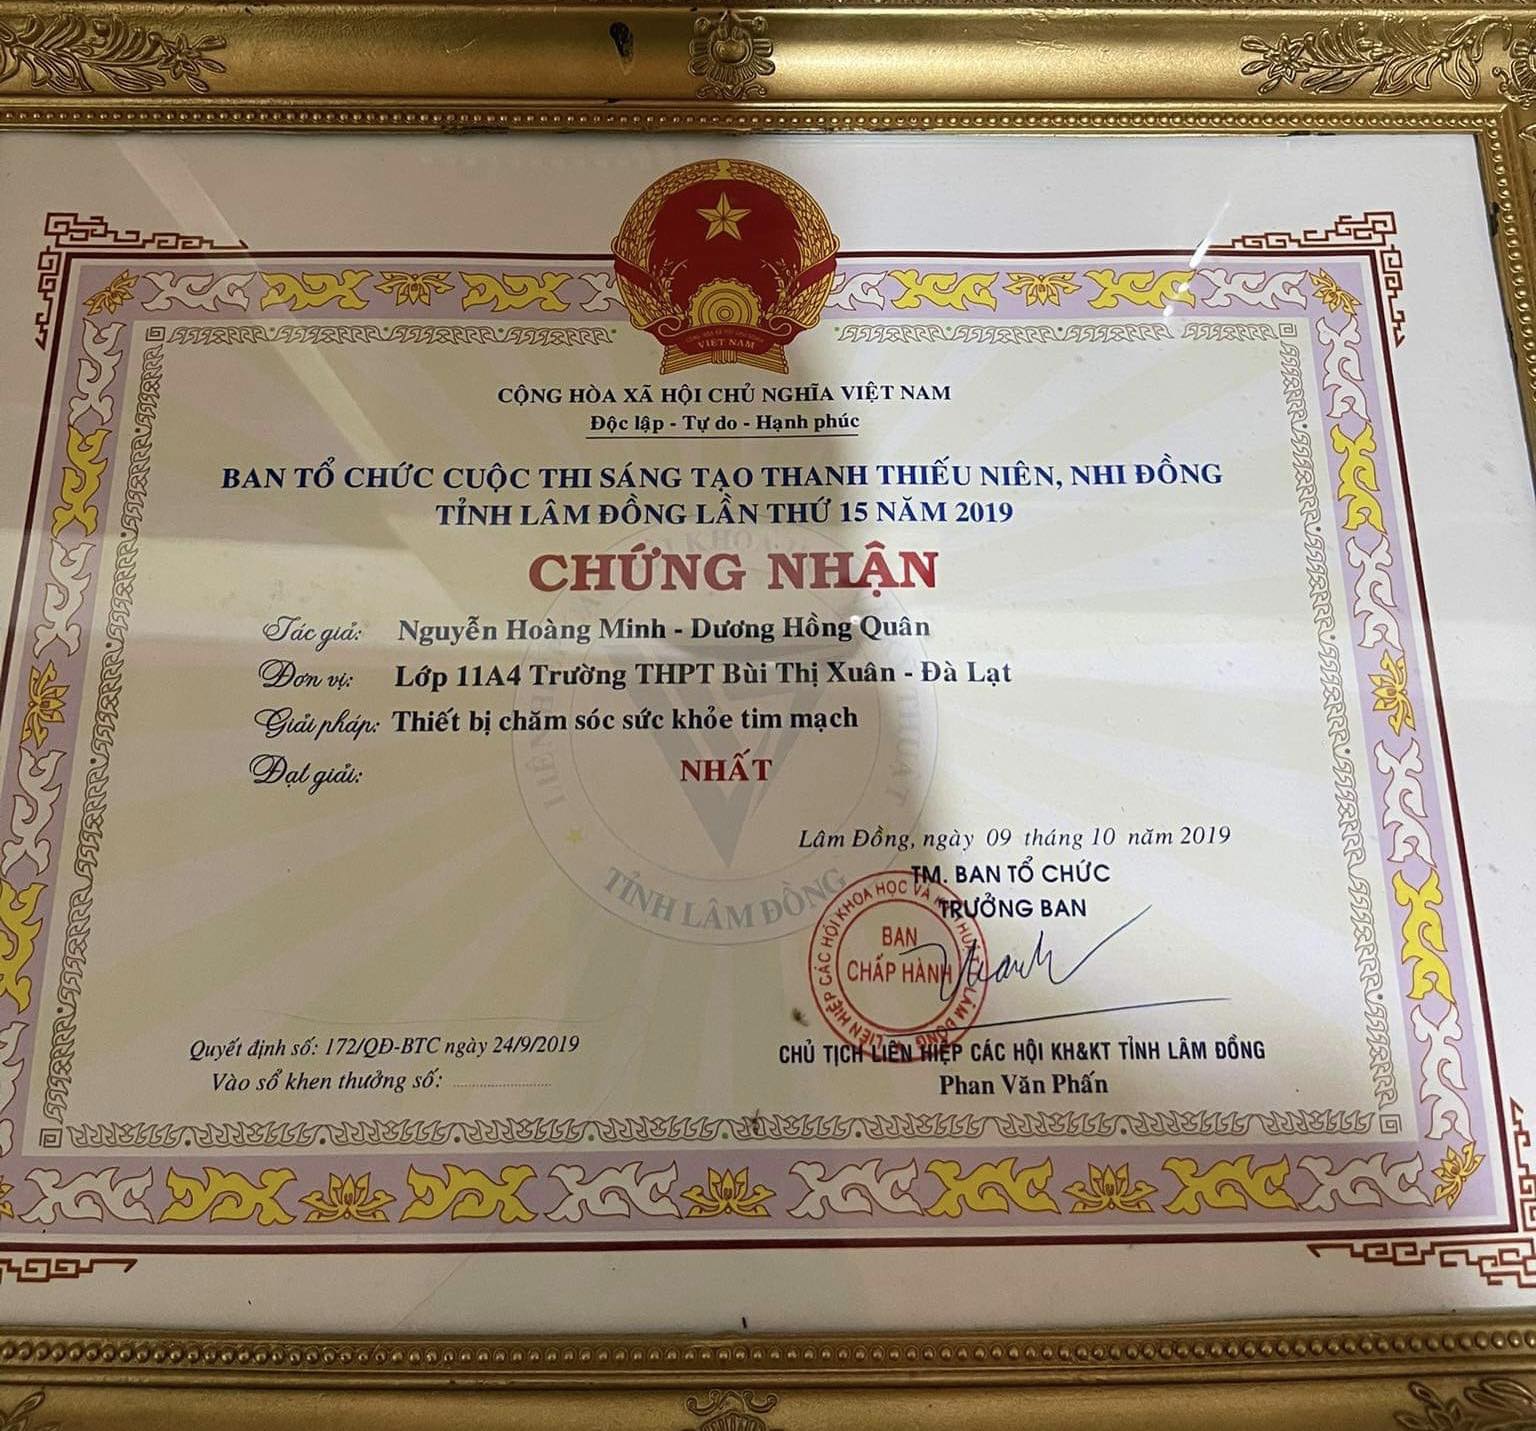 VIỆT NAM
CỘNG HÒA XÃ HỘI CHỦ NGHĨA VIỆT NAM
Độc lập - Tự do - Hạnh phúc
BAN TỔ CHỨC CUỘC THI SÁNG TẠO THANH THIẾU NIÊN, NHI ĐỒNG
TỈNH LÂM ĐỒNG LẦN THỨ 15 NĂM 2019
CHỨNG NHẬN
Tác giả: Nguyễn Hoàng Minh - Dương Hồng Quân
Đơn vị: Lớp 11A4 Trường THPT Bùi Thị Xuân - Đà Lạt
Giải pháp: Thiết bị chăm sóc sức khỏe tim mạch
Đạt giải: NHẤT
TỈNH LÂM ĐỒNG
Lâm Đồng, ngày 09 tháng 10 năm 2019
TM. BAN TỔ CHỨC
TRƯỞNG BAN
LIÊN HIỆP CÁC HỘI KHOA HỌC VÀ
LÂM ĐỒNG
BAN
CHẤP HÀNH
CHỦ TỊCH LIÊN HIỆP CÁC HỘI KH&KT TỈNH LÂM ĐỒNG
Phan Văn Phấn
Quyết định số: 172/QĐ-BTC ngày 24/9/2019
Vào sổ khen thưởng số: ....................